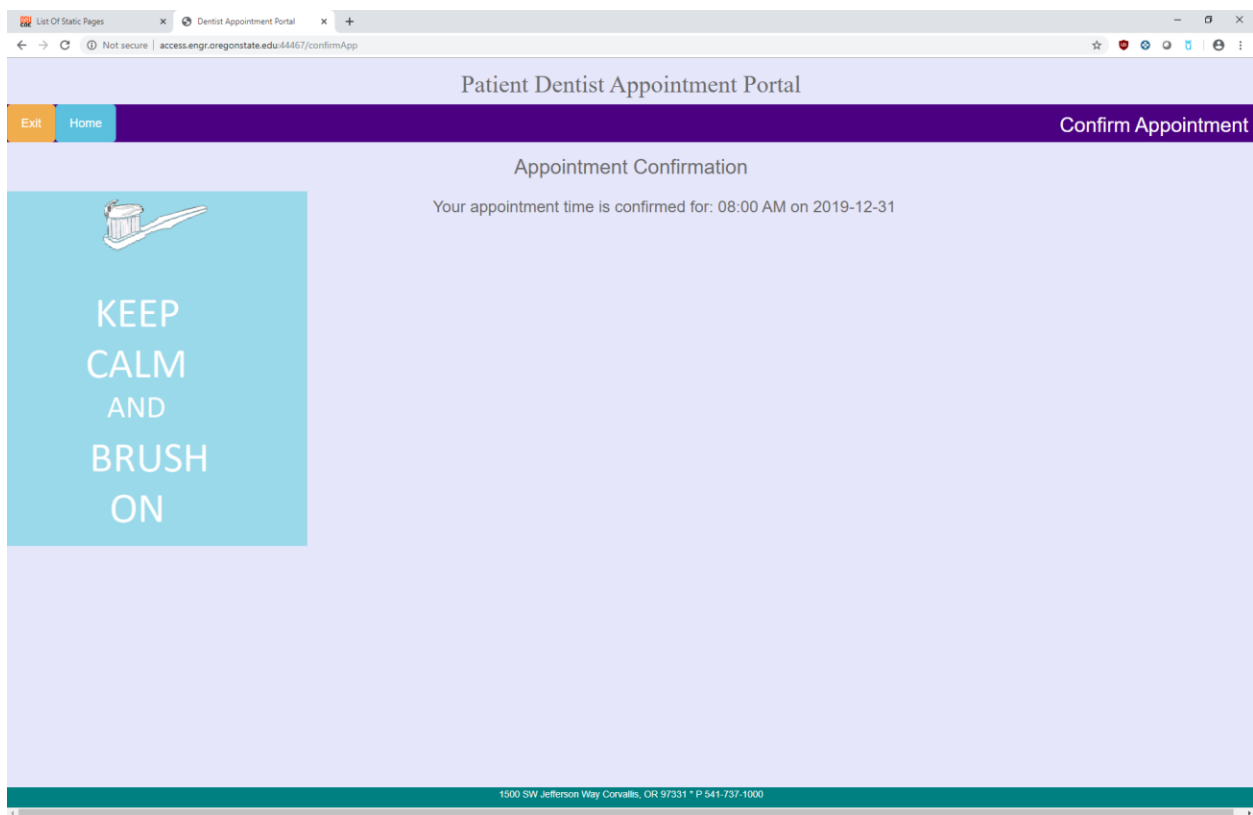 List Of Static Pages
Dentist Appointment Portal
Not secure | access.engr.oregonstate.edu:44467/confirmApp
Patient Dentist Appointment Portal
Exit Home Confirm Appointment
Appointment Confirmation
Your appointment time is confirmed for: 08:00 AM on 2019-12-31
KEEP
CALM
AND
BRUSH
ON
1500 SW Jefferson Way Corvallis, OR 97331 * P 541-737-1000